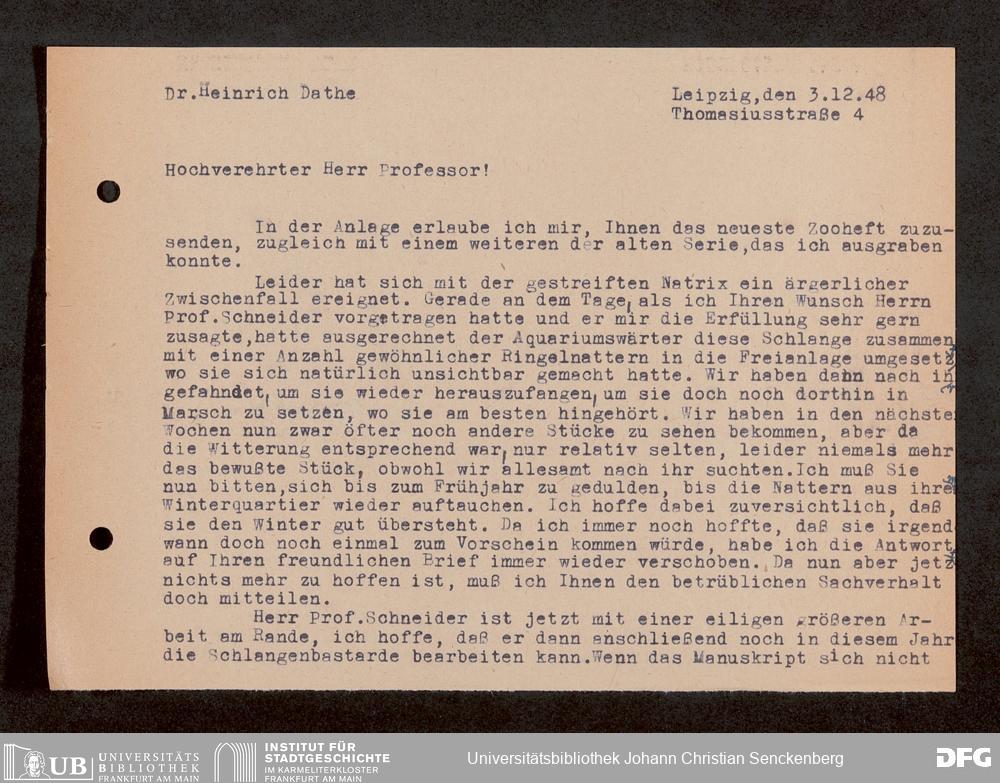 Dr.Heinrich Dathe
Leipzig,den 3.12.48
Thomasiusstraße 4
Hochverehrter Herr Professor!
In der Anlage erlaube ich mir, Ihnen das neueste Zooheft zuzu-
senden, zugleich mit einem weiteren der alten Serie,das ich ausgraben
konnte.
Leider hat sich mit der gestreiften Natrix ein ärgerlicher
Zwischenfall ereignet. Gerade an dem Tage, als ich Ihren Wunsch Herrn
Prof.Schneider vorgetragen hatte und er mir die Erfüllung sehr gern
zusagte,hatte ausgerechnet der Aquariumswärter diese Schlange zusammen
mit einer Anzahl gewöhnlicher Ringelnattern in die Freianlage umgesetz
wo sie sich natürlich unsichtbar gemacht hatte. Wir haben dann nach ih
gefahndet, um sie wieder herauszufangen, um sie doch noch dorthin in
Marsch zu setzen, wo sie am besten hingehört. Wir haben in den nächste
Wochen nun zwar öfter noch andere Stücke zu sehen bekommen, aber da
die Witterung entsprechend war, nur relativ selten, leider niemals mehr
das bewußte Stück, obwohl wir allesamt nach ihr suchten.Ich muß Sie
nun bitten,sich bis zum Frühjahr zu gedulden, bis die Nattern aus ihre
Winterquartier wieder auftauchen. Ich hoffe dabei zuversichtlich, daß
sie den Winter gut übersteht. Da ich immer noch hoffte, daß sie irgend
wann doch noch einmal zum Vorschein kommen würde, habe ich die Antwort
auf Ihren freundlichen Brief immer wieder verschoben. Da nun aber jetz
nichts mehr zu hoffen ist, muß ich Ihnen den betrüblichen Sachverhalt
doch mitteilen.
Herr Prof.Schneider ist jetzt mit einer eiligen größeren Ar-
beit am Rande, ich hoffe, daß er dann anschließend noch in diesem Jahr
die Schlangenbastarde bearbeiten kann.Wenn das Manuskript sich nicht
UB UNIVERSITÄTS
BIBLIOTHEK
FRANKFURT AM MAIN
INSTITUT FÜR
STADTGESCHICHTE
IM KARMELITERKLOSTER
FRANKFURT AM MAIN
Universitätsbibliothek Johann Christian Senckenberg
DFG